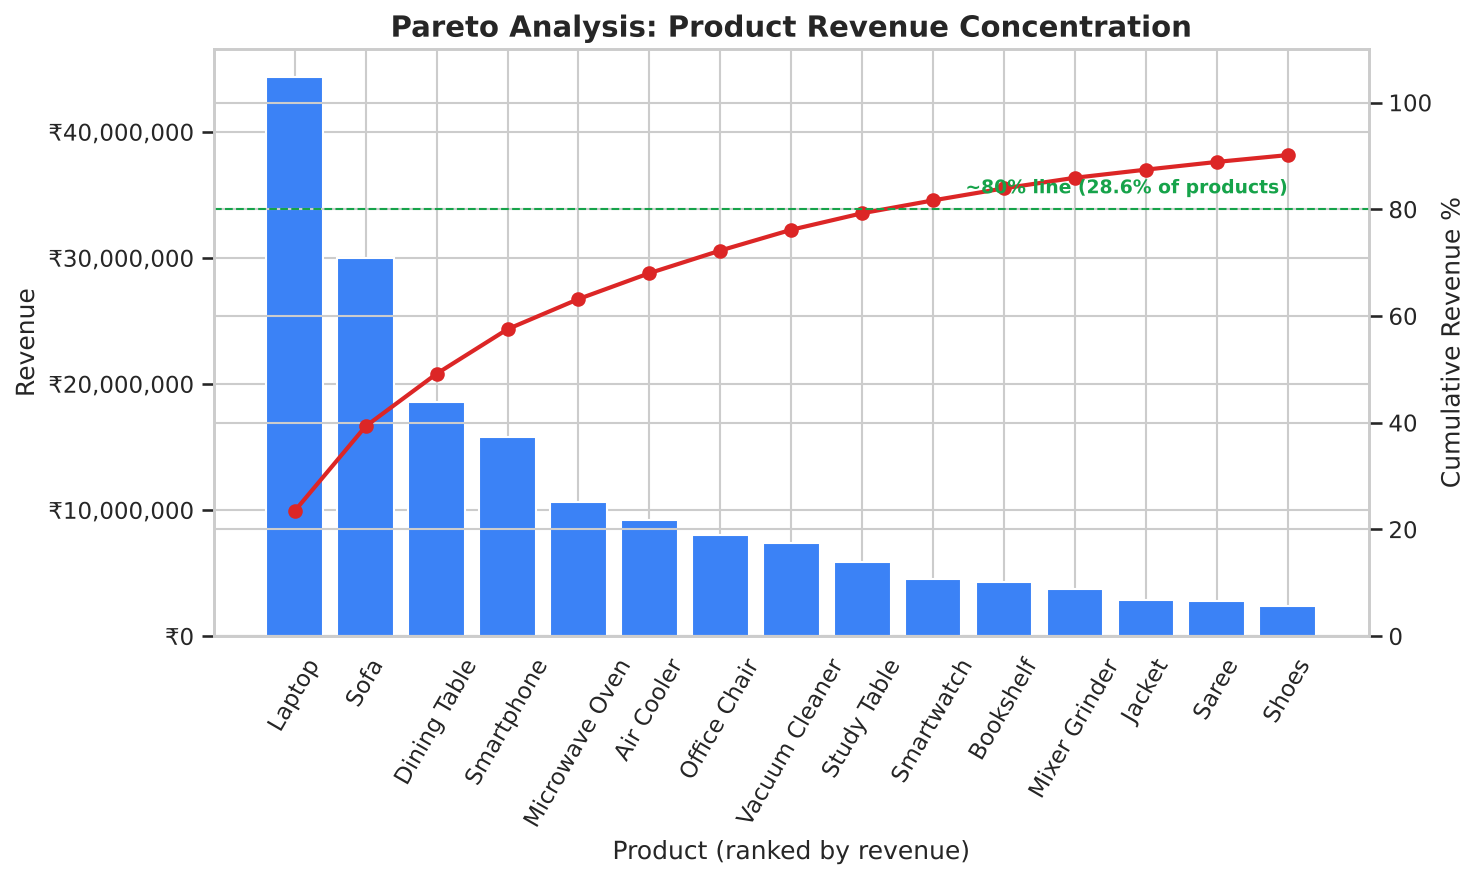 Pareto Analysis: Product Revenue Concentration
Revenue
₹40,000,000
₹30,000,000
₹20,000,000
₹10,000,000
₹0
~80% line (28.6% of products)
100
80
60
40
20
0
Cumulative Revenue %
Laptop
Sofa
Dining Table
Smartphone
Microwave Oven
Air Cooler
Office Chair
Vacuum Cleaner
Study Table
Smartwatch
Bookshelf
Mixer Grinder
Jacket
Saree
Shoes
Product (ranked by revenue)